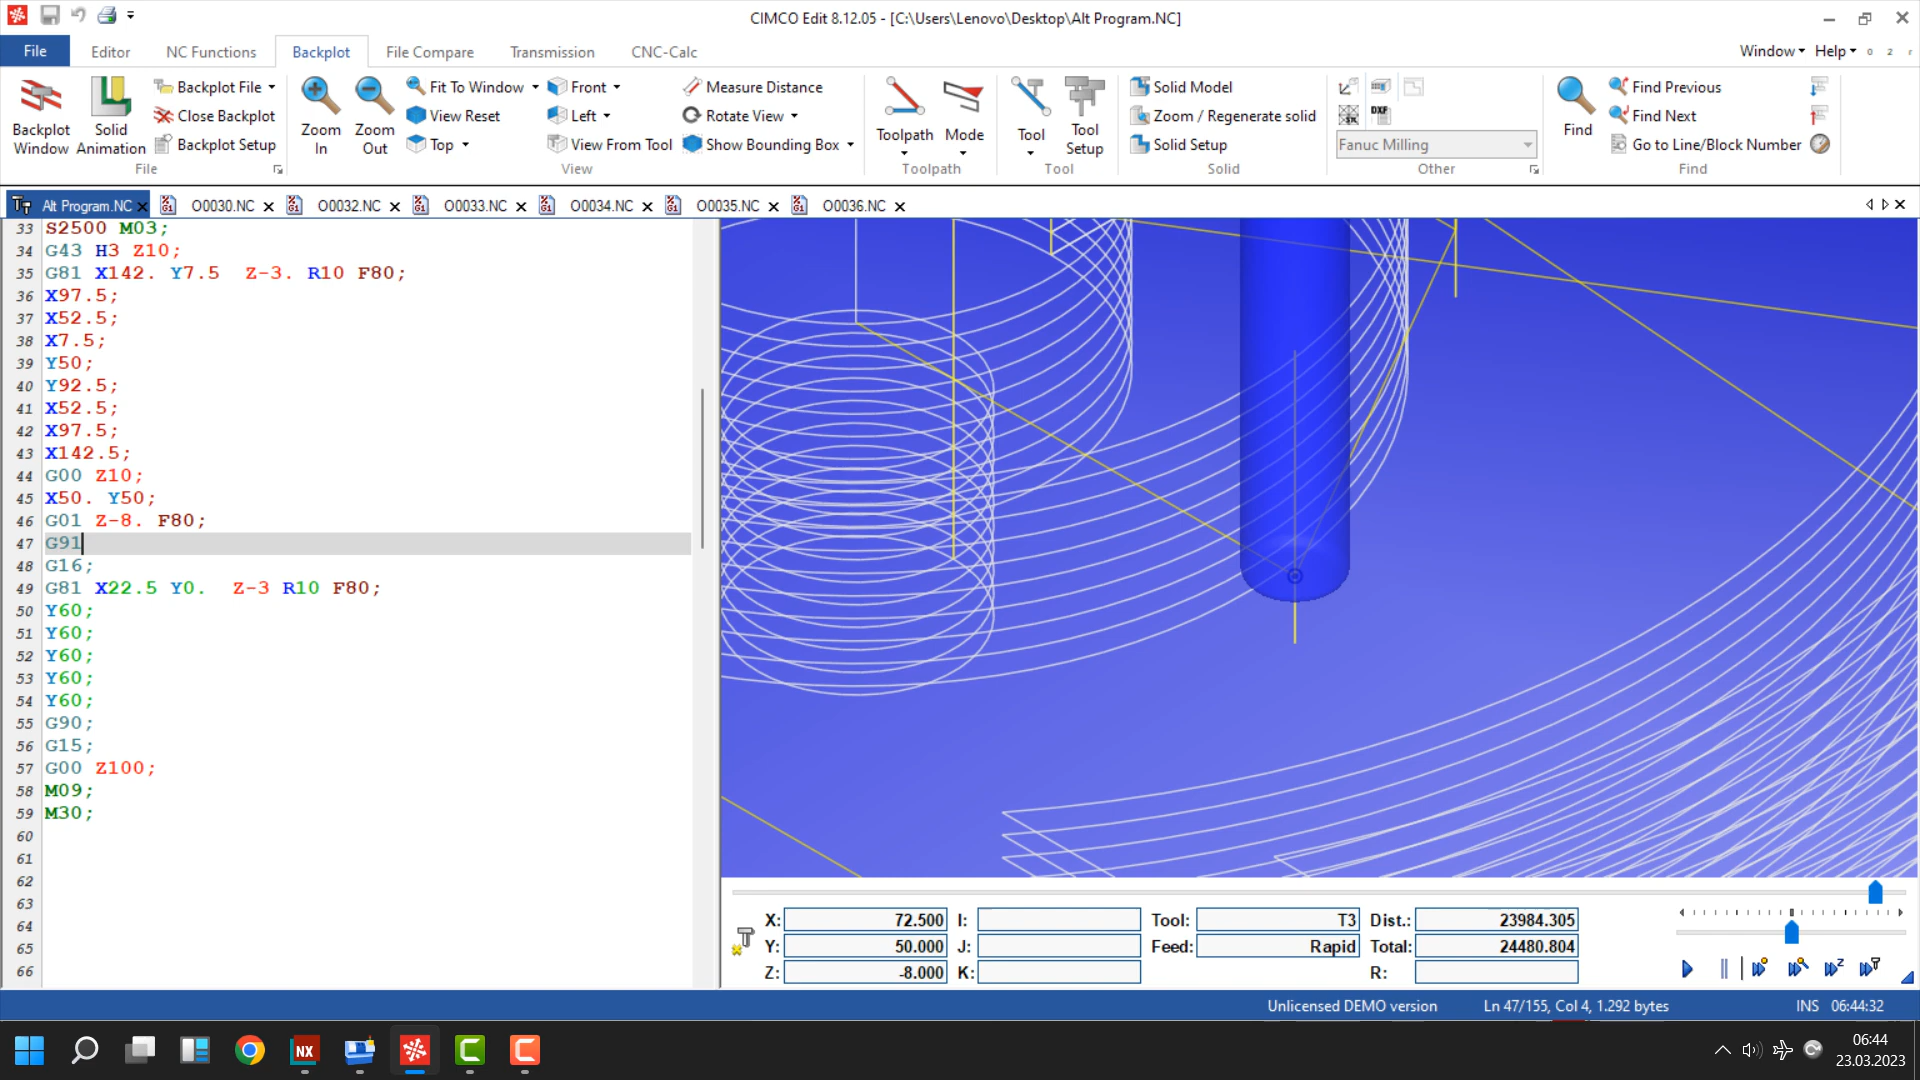 CIMCO Edit 8.12.05 - [C:\Users\Lenovo\Desktop\Alt Program.NC]
File Editor NC Functions Backplot File Compare Transmission CNC-Calc Window Help
Backplot Window
Solid Animation
Backplot File
Close Backplot
Backplot Setup
File
Zoom In
Zoom Out
Fit To Window
View Reset
Top
Front
Left
View From Tool
Measure Distance
Rotate View
Show Bounding Box
View
Toolpath
Mode
Toolpath
Tool
Tool Setup
Tool
Solid Model
Zoom / Regenerate solid
Solid Setup
Solid
DXF
Fanuc Milling
Other
Find
Find Previous
Find Next
Go to Line/Block Number
Find
Alt Program.NC O0030.NC O0032.NC O0033.NC O0034.NC O0035.NC O0036.NC
33 S2500 M03;
34 G43 H3 Z10;
35 G81 X142. Y7.5  Z-3. R10 F80;
36 X97.5;
37 X52.5;
38 X7.5;
39 Y50;
40 Y92.5;
41 X52.5;
42 X97.5;
43 X142.5;
44 G00 Z10;
45 X50. Y50;
46 G01 Z-8. F80;
47 G91
48 G16;
49 G81 X22.5 Y0.  Z-3 R10 F80;
50 Y60;
51 Y60;
52 Y60;
53 Y60;
54 Y60;
55 G90;
56 G15;
57 G00 Z100;
58 M09;
59 M30;
60
61
62
63
64
65
66
X: 72.500 I: Tool: T3 Dist.: 23984.305
Y: 50.000 J: Feed: Rapid Total: 24480.804
Z: -8.000 K: R:
Unlicensed DEMO version Ln 47/155, Col 4, 1.292 bytes INS 06:44:32
NX
06:44
23.03.2023